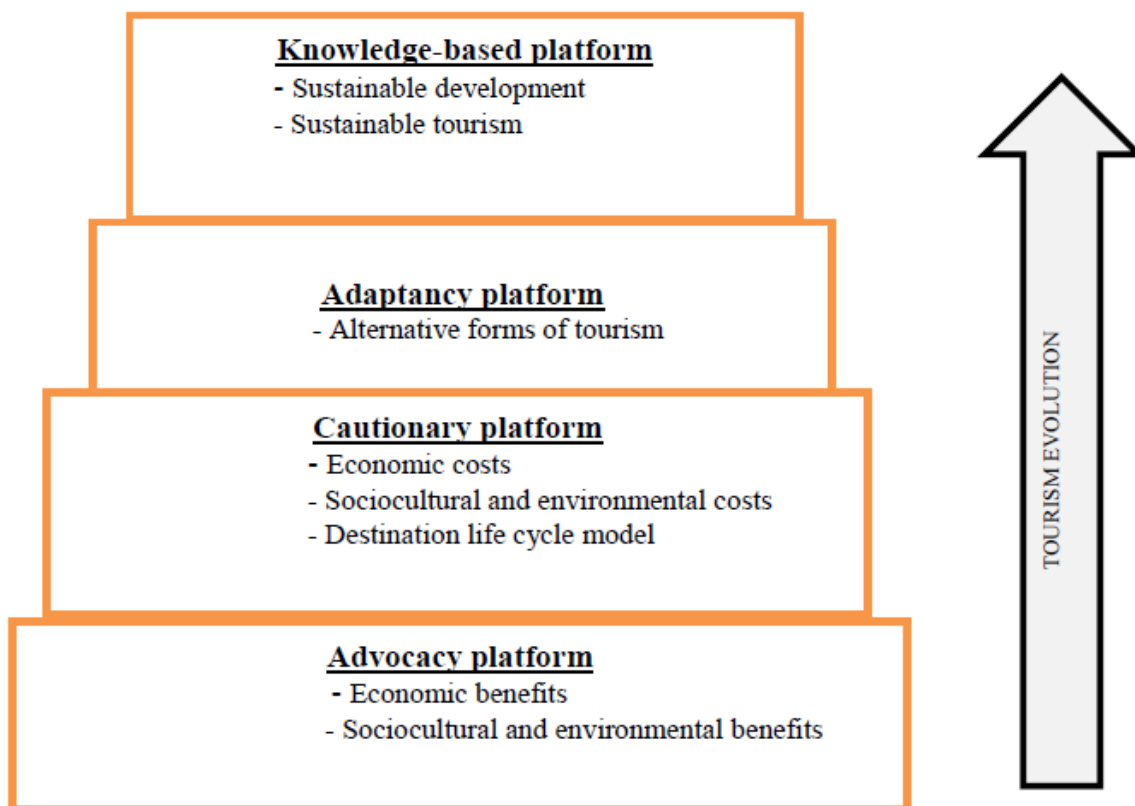 Knowledge-based platform
- Sustainable development
- Sustainable tourism
Adaptancy platform
- Alternative forms of tourism
Cautionary platform
- Economic costs
- Sociocultural and environmental costs
- Destination life cycle model
Advocacy platform
- Economic benefits
- Sociocultural and environmental benefits
TOURISM EVOLUTION